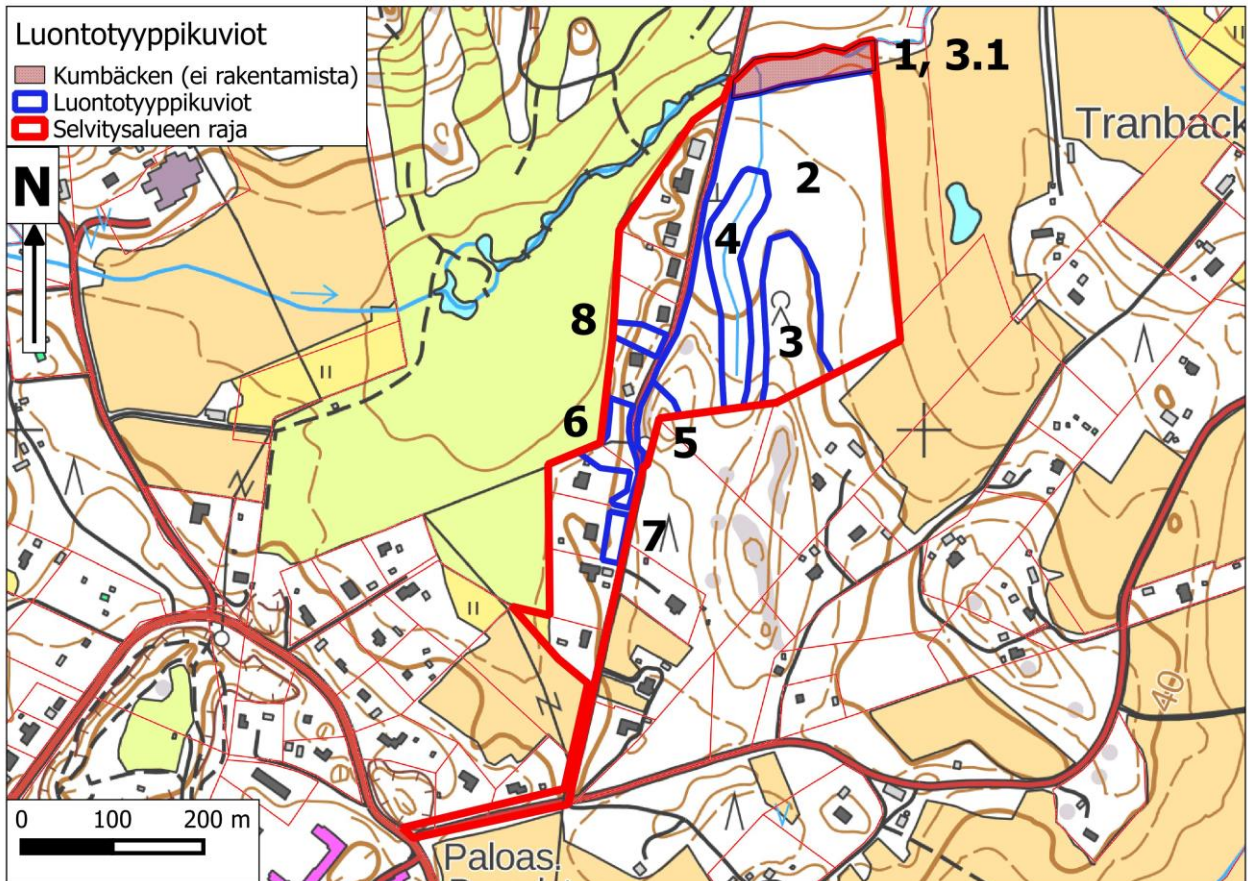 Luontotyyppikuviot
Kumbäcken (ei rakentamista)
Luontotyyppikuviot
Selvitysalueen raja
N
1, 3.1
Tranback
2
4
3
8
6
5
7
40
0 100 200 m
Paloas.